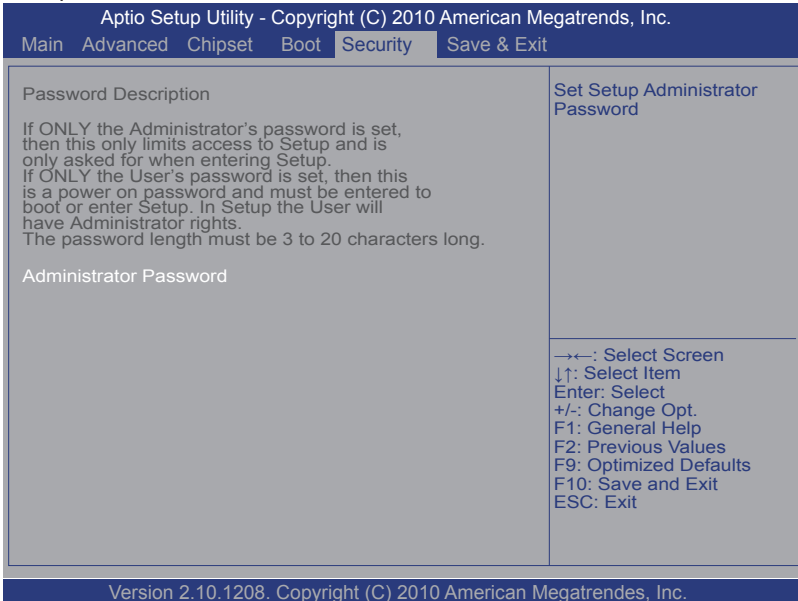 Aptio Setup Utility - Copyright (C) 2010 American Megatrends, Inc.
Main Advanced Chipset Boot Security Save & Exit
Password Description
If ONLY the Administrator's password is set,
then this only limits access to Setup and is
only asked for when entering Setup.
If ONLY the User's password is set, then this
is a power on password and must be entered to
boot or enter Setup. In Setup the User will
have Administrator rights.
The password length must be 3 to 20 characters long.
Administrator Password
Set Setup Administrator
Password
→←: Select Screen
↓↑: Select Item
Enter: Select
+/-: Change Opt.
F1: General Help
F2: Previous Values
F9: Optimized Defaults
F10: Save and Exit
ESC: Exit
Version 2.10.1208. Copyright (C) 2010 American Megatrendes, Inc.